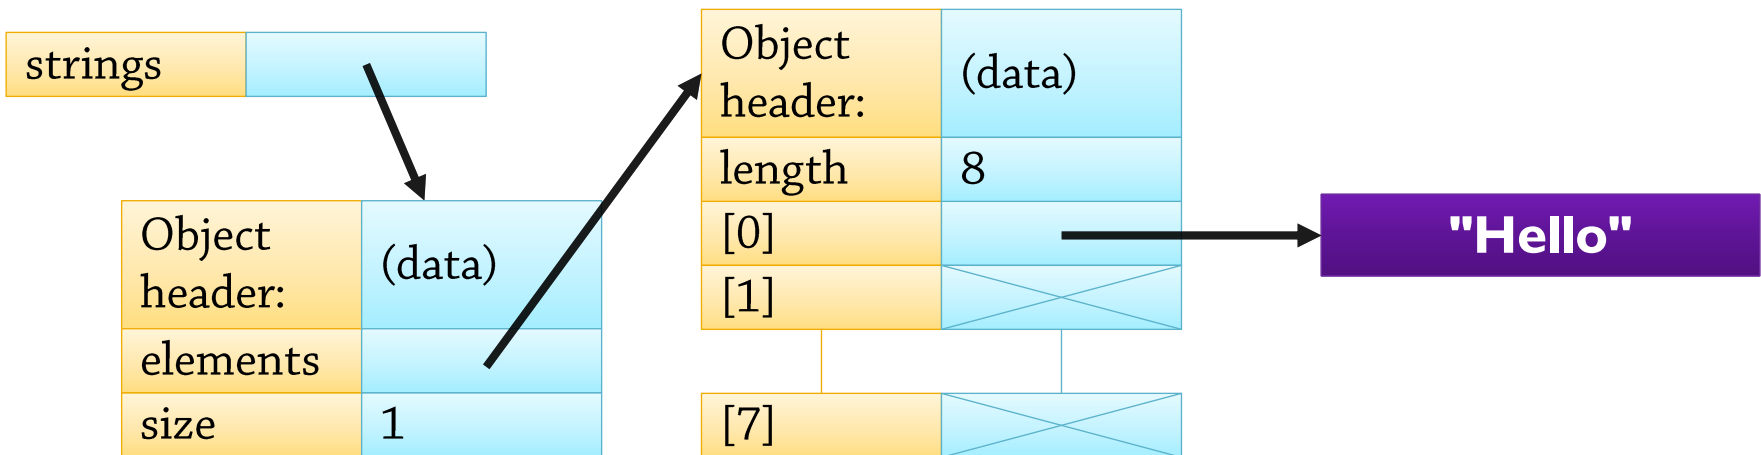 strings
Object
header:
(data)
elements
size
1
Object
header:
(data)
length
8
[0]
[1]
[7]
"Hello"